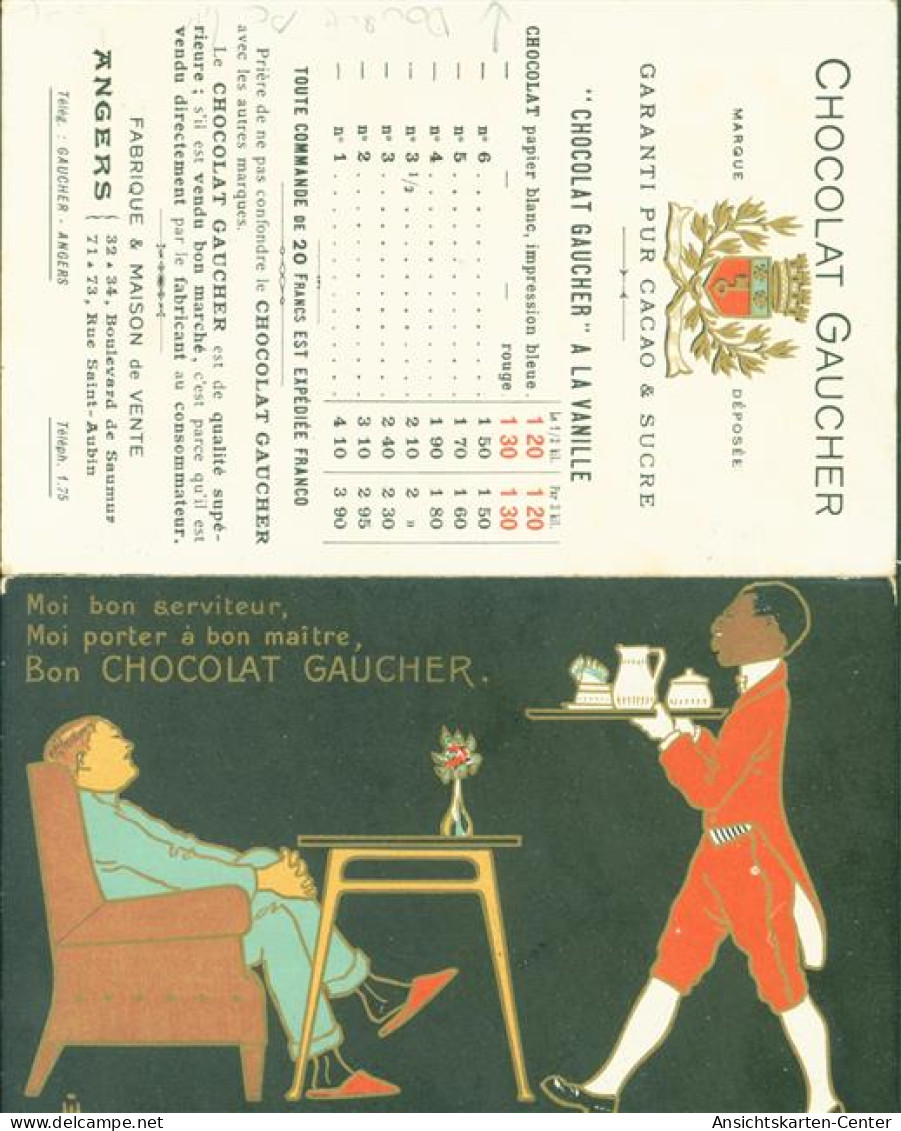 CHOCOLAT GAUCHER
MARQUE DÉPOSÉE
GARANTI PUR CACAO & SUCRE
"CHOCOLAT GAUCHER" A LA VANILLE
Le 1/2 kil. Par 3 kil.
CHOCOLAT papier blanc, impression bleue. 1 20 1 20
— — — rouge. 1 30 1 30
— n° 6 . . . . . . . . . . 1 50 1 50
— n° 5 . . . . . . . . . . 1 70 1 60
— n° 4 . . . . . . . . . . 1 90 1 80
— n° 3 1/2 . . . . . . . . . 2 10 2 »
— n° 3 . . . . . . . . . . 2 40 2 30
— n° 2 . . . . . . . . . . 3 10 2 95
— n° 1 . . . . . . . . . . 4 10 3 90
TOUTE COMMANDE DE 20 FRANCS EST EXPÉDIÉE FRANCO
Prière de ne pas confondre le CHOCOLAT GAUCHER
avec les autres marques.
Le CHOCOLAT GAUCHER est de qualité supé-
rieure ; s'il est vendu bon marché, c'est parce qu'il est
vendu directement par le fabricant au consommateur.
FABRIQUE & MAISON de VENTE
ANGERS { 32 & 34, Boulevard de Saumur
71 & 73, Rue Saint-Aubin
Télég. : GAUCHER - ANGERS Téléph. 1.75
Moi bon serviteur,
Moi porter à bon maître,
Bon CHOCOLAT GAUCHER.
Ansichtskarten-Center